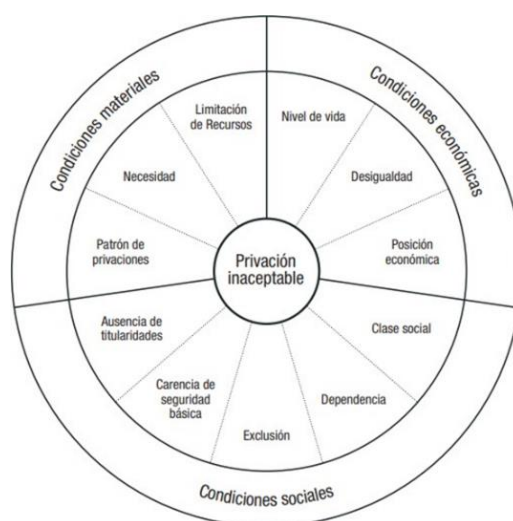 Condiciones materiales
Condiciones económicas
Limitación
de Recursos
Nivel de vida
Necesidad
Desigualdad
Patrón de
privaciones
Privación
inaceptable
Posición
económica
Ausencia de
titularidades
Clase social
Carencia de
seguridad
básica
Dependencia
Exclusión
Condiciones sociales